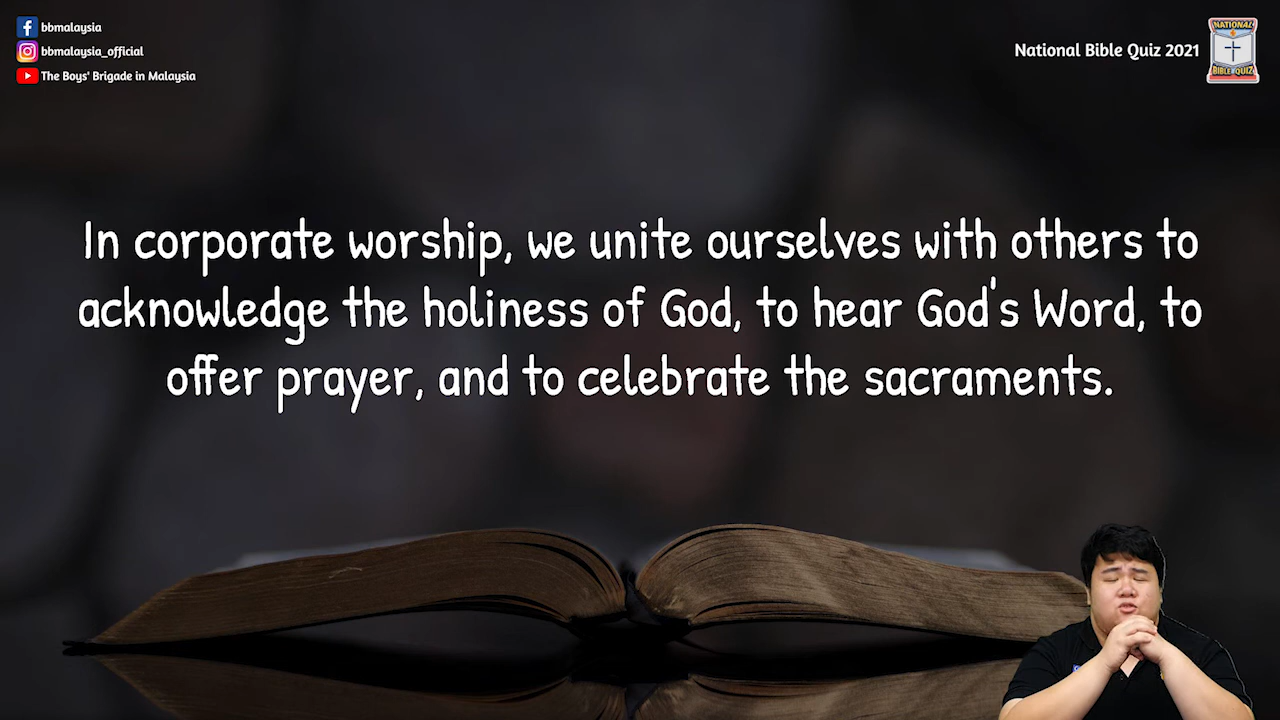 bbmalaysia
bbmalaysia_official
The Boys' Brigade in Malaysia
National Bible Quiz 2021
NATIONAL
BIBLE QUIZ
In corporate worship, we unite ourselves with others to
acknowledge the holiness of God, to hear God's Word, to
offer prayer, and to celebrate the sacraments.